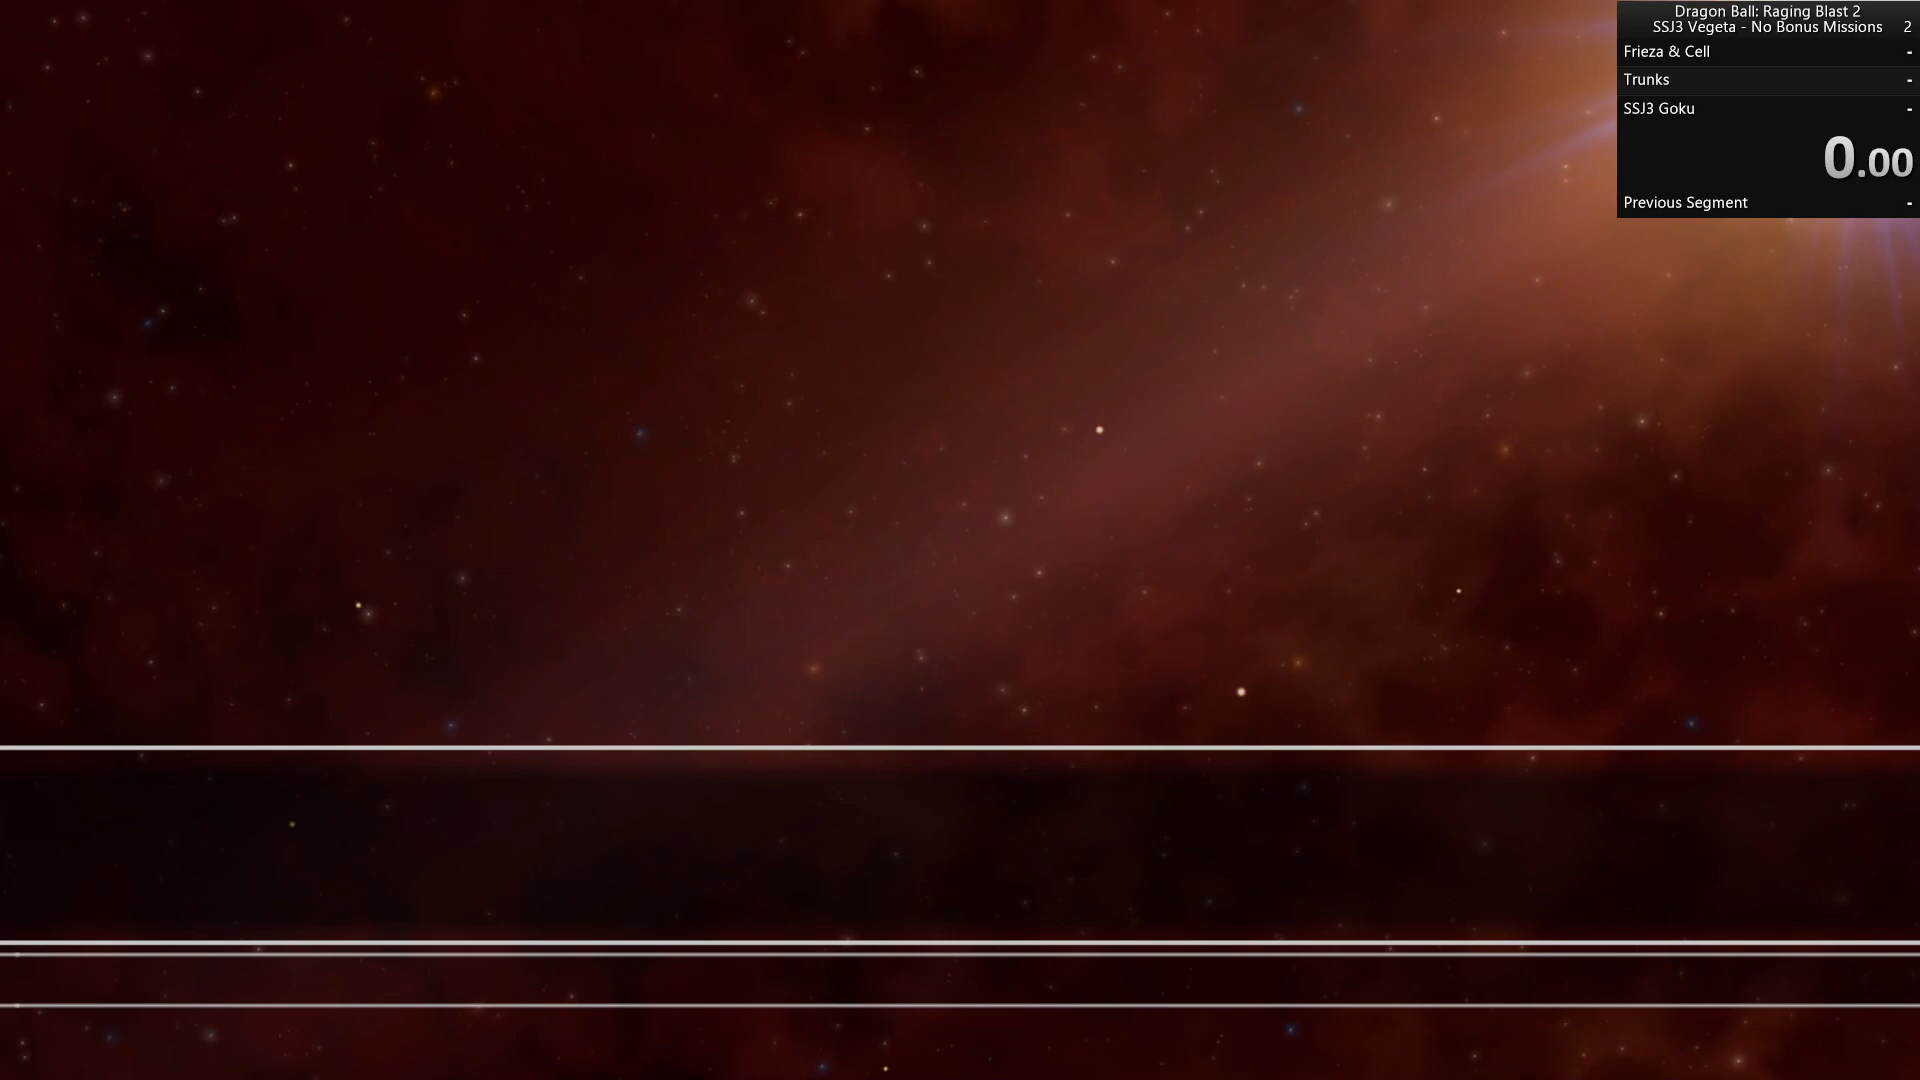 Dragon Ball: Raging Blast 2
SSJ3 Vegeta - No Bonus Missions 2
Frieza & Cell -
Trunks -
SSJ3 Goku -
0.00
Previous Segment -